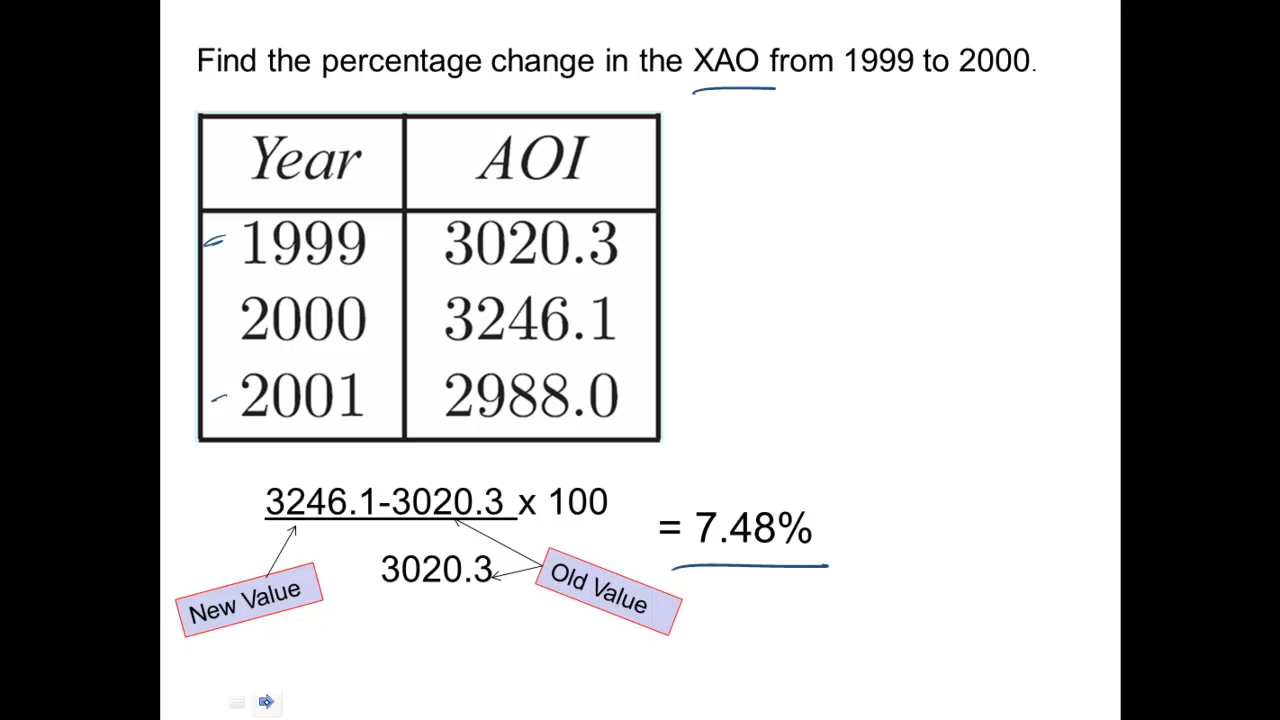 Find the percentage change in the XAO from 1999 to 2000.
Year AOI
1999 3020.3
2000 3246.1
2001 2988.0
3246.1-3020.3 x 100
= 7.48%
3020.3
New Value
Old Value